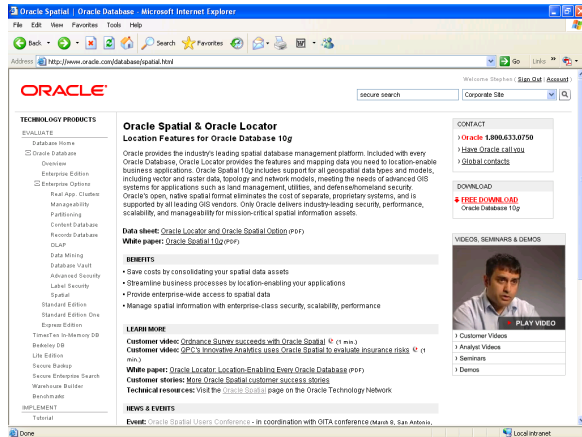 Oracle Spatial | Oracle Database - Microsoft Internet Explorer
File Edit View Favorites Tools Help
Back Search Favorites
Address http://www.oracle.com/database/spatial.html Go Links
Welcome Stephen ( Sign Out | Account )
ORACLE
secure search Corporate Site
TECHNOLOGY PRODUCTS
EVALUATE
Database Home
Oracle Database
Overview
Enterprise Edition
Enterprise Options
Real App. Clusters
Manageability
Partitioning
Content Database
Records Database
OLAP
Data Mining
Database Vault
Advanced Security
Label Security
Spatial
Standard Edition
Standard Edition One
Express Edition
TimesTen In-Memory DB
Berkeley DB
Lite Edition
Secure Backup
Secure Enterprise Search
Warehouse Builder
Benchmarks
IMPLEMENT
Tutorial
Oracle Spatial & Oracle Locator
Location Features for Oracle Database 10g
Oracle provides the industry's leading spatial database management platform. Included with every
Oracle Database, Oracle Locator provides the features and mapping data you need to location-enable
business applications. Oracle Spatial 10g includes support for all geospatial data types and models,
including vector and raster data, topology and network models, meeting the needs of advanced GIS
systems for applications such as land management, utilities, and defense/homeland security.
Oracle's open, native spatial format eliminates the cost of separate, proprietary systems, and is
supported by all leading GIS vendors. Only Oracle delivers industry-leading security, performance,
scalability, and manageability for mission-critical spatial information assets.
Data sheet: Oracle Locator and Oracle Spatial Option (PDF)
White paper: Oracle Spatial 10g (PDF)
BENEFITS
• Save costs by consolidating your spatial data assets
• Streamline business processes by location-enabling your applications
• Provide enterprise-wide access to spatial data
• Manage spatial information with enterprise-class security, scalability, performance
LEARN MORE
Customer video: Ordnance Survey succeeds with Oracle Spatial (1 min.)
Customer video: GPC's Innovative Analytics uses Oracle Spatial to evaluate insurance risks (1
min.)
White paper: Oracle Locator: Location-Enabling Every Oracle Database (PDF)
Customer stories: More Oracle Spatial customer success stories
Technical resources: Visit the Oracle Spatial page on the Oracle Technology Network
NEWS & EVENTS
Event: Oracle Spatial Users Conference - in coordination with GITA conference (March 8, San Antonio,
CONTACT
Oracle 1.800.633.0750
Have Oracle call you
Global contacts
DOWNLOAD
FREE DOWNLOAD
Oracle Database 10g
VIDEOS, SEMINARS & DEMOS
PLAY VIDEO
Customer Videos
Analyst Videos
Seminars
Demos
Done Local intranet